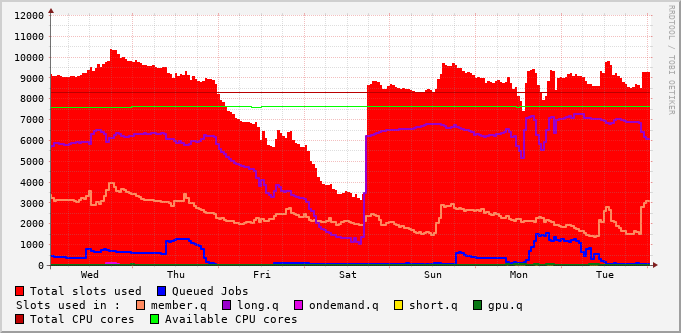 RRDTOOL / TOBI OETIKER
12000
11000
10000
9000
8000
7000
6000
5000
4000
3000
2000
1000
0
Wed Thu Fri Sat Sun Mon Tue
Total slots used Queued Jobs
Slots used in : member.q long.q ondemand.q short.q gpu.q
Total CPU cores Available CPU cores